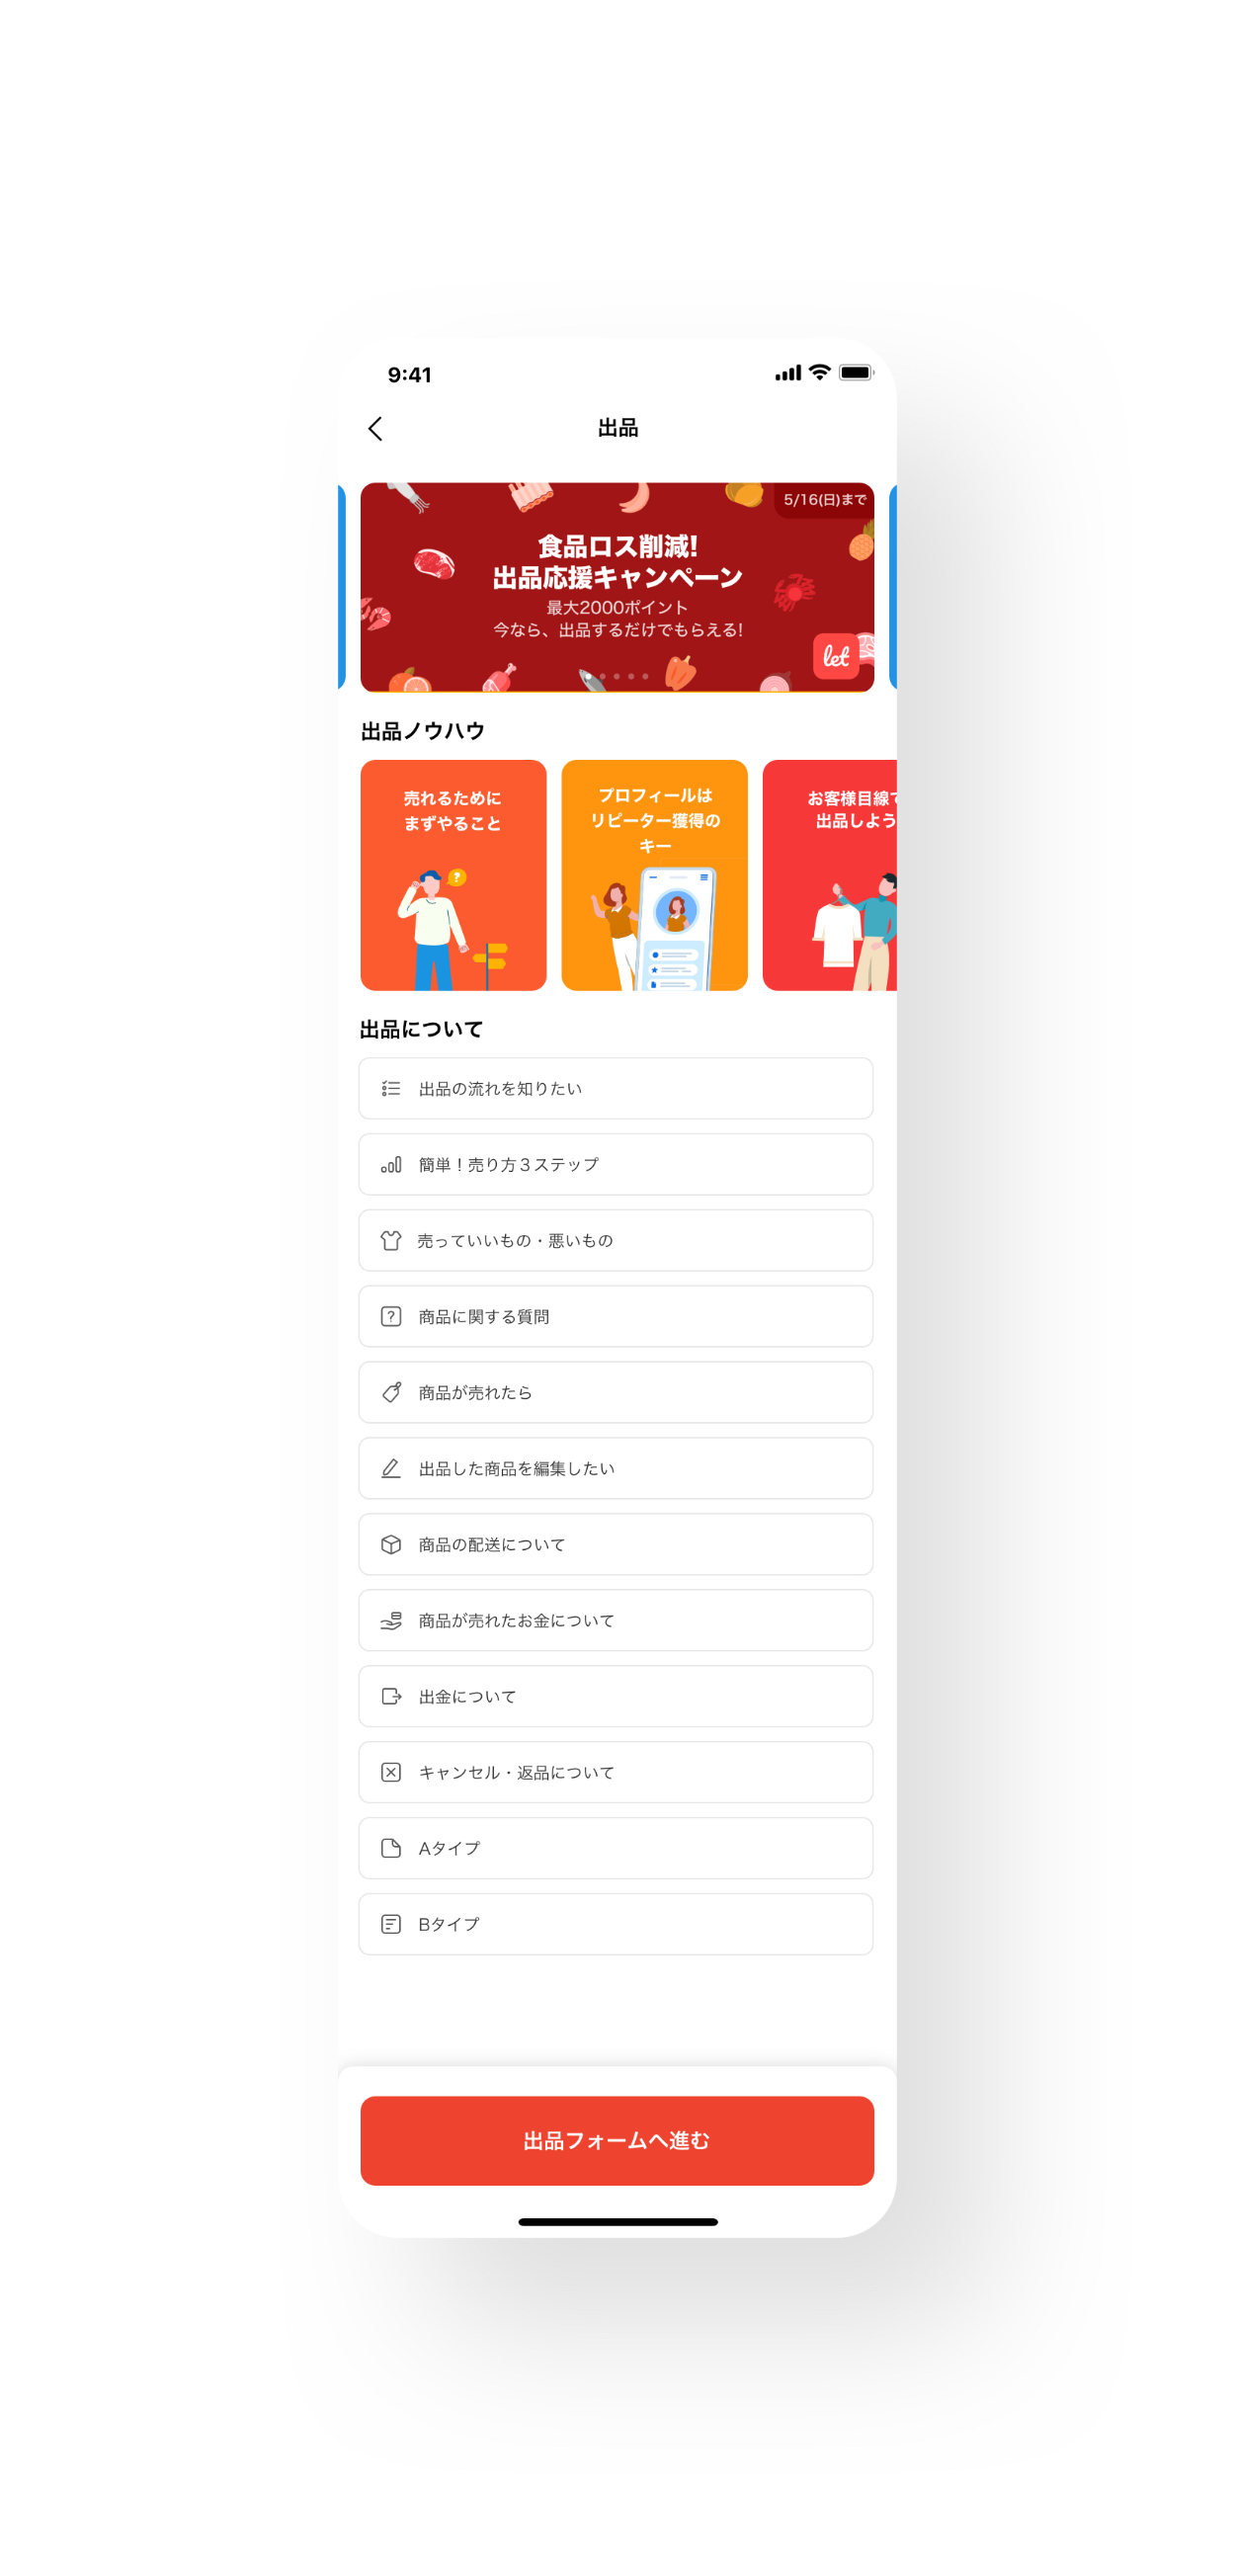 9:41
出品
5/16(日)まで
食品ロス削減!
出品応援キャンペーン
最大2000ポイント
今なら、出品するだけでもらえる!
let
出品ノウハウ
売れるために
まずやること
?
プロフィールは
リピーター獲得の
キー
お客様目線
出品しよう
出品について
出品の流れを知りたい
簡単！売り方３ステップ
売っていいもの・悪いもの
?
商品に関する質問
商品が売れたら
出品した商品を編集したい
商品の配送について
商品が売れたお金について
出金について
キャンセル・返品について
Aタイプ
Bタイプ
出品フォームへ進む